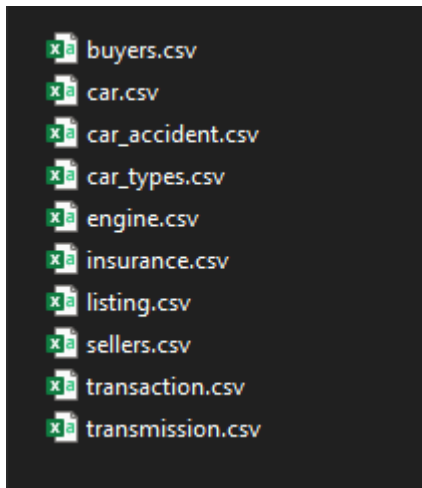 buyers.csv
car.csv
car_accident.csv
car_types.csv
engine.csv
insurance.csv
listing.csv
sellers.csv
transaction.csv
transmission.csv